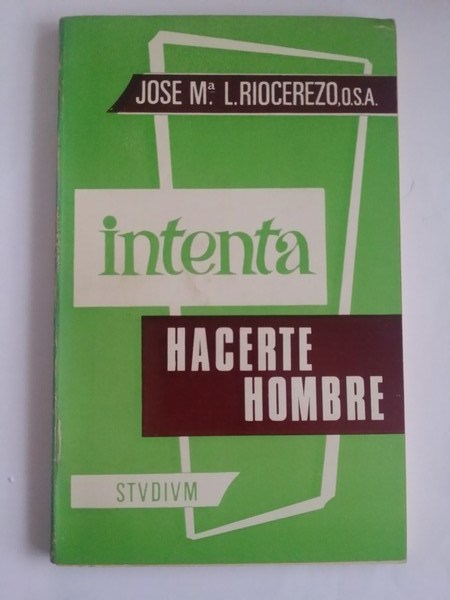 JOSE Mª. L. RIOCEREZO, O.S.A.
intenta
HACERTE
HOMBRE
STVDIVM